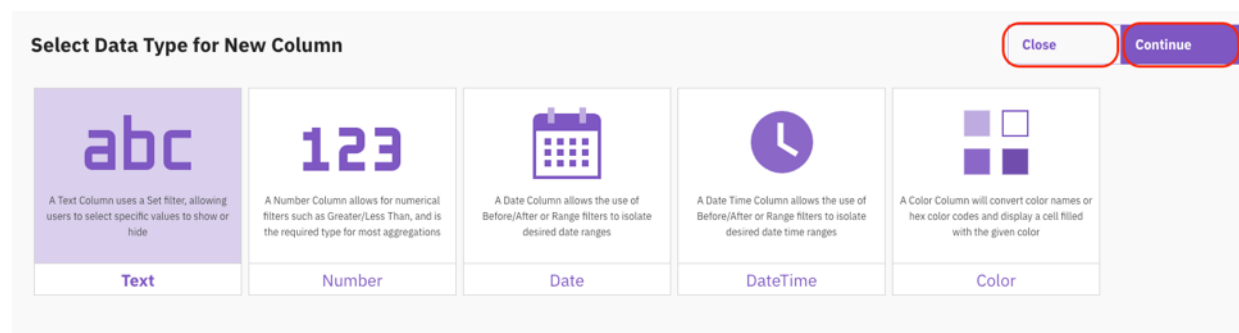 Select Data Type for New Column
Close
Continue
abc
A Text Column uses a Set filter, allowing
users to select specific values to show or
hide
Text
123
A Number Column allows for numerical
filters such as Greater/Less Than, and is
the required type for most aggregations
Number
A Date Column allows the use of
Before/After or Range filters to isolate
desired date ranges
Date
A Date Time Column allows the use of
Before/After or Range filters to isolate
desired date time ranges
DateTime
A Color Column will convert color names or
hex color codes and display a cell filled
with the given color
Color